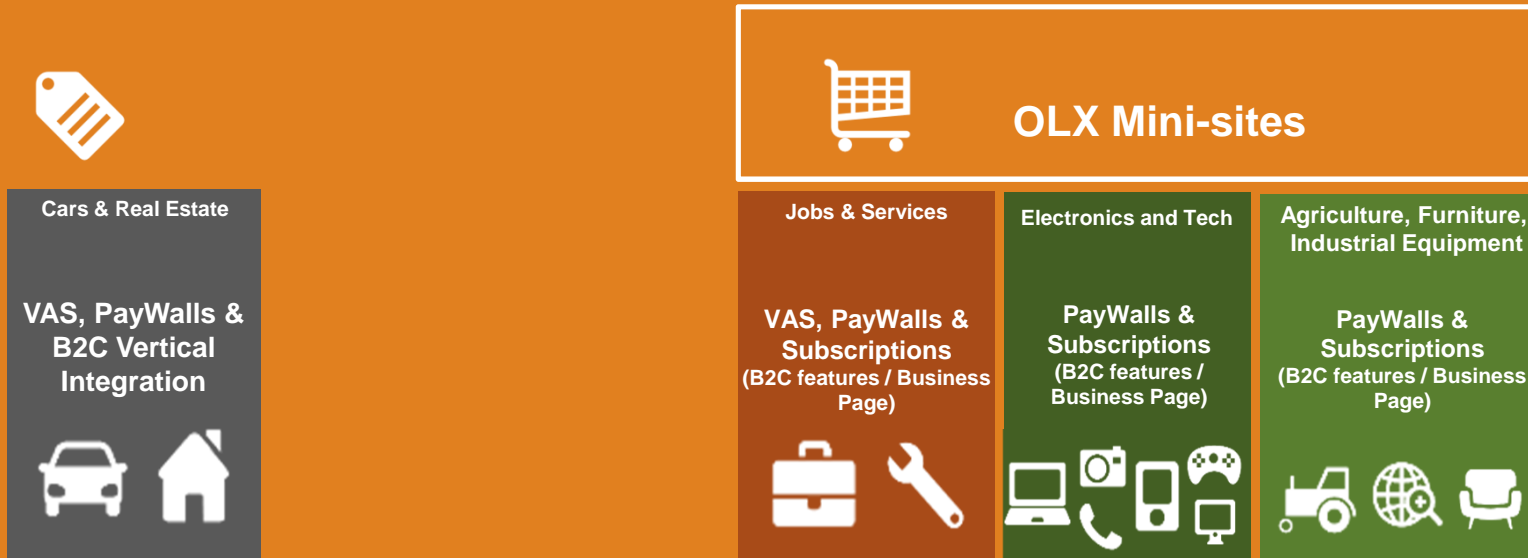 OLX Mini-sites
Cars & Real Estate
VAS, PayWalls &
B2C Vertical
Integration
Jobs & Services
VAS, PayWalls &
Subscriptions
(B2C features / Business
Page)
Electronics and Tech
PayWalls &
Subscriptions
(B2C features /
Business Page)
Agriculture, Furniture,
Industrial Equipment
PayWalls &
Subscriptions
(B2C features / Business
Page)